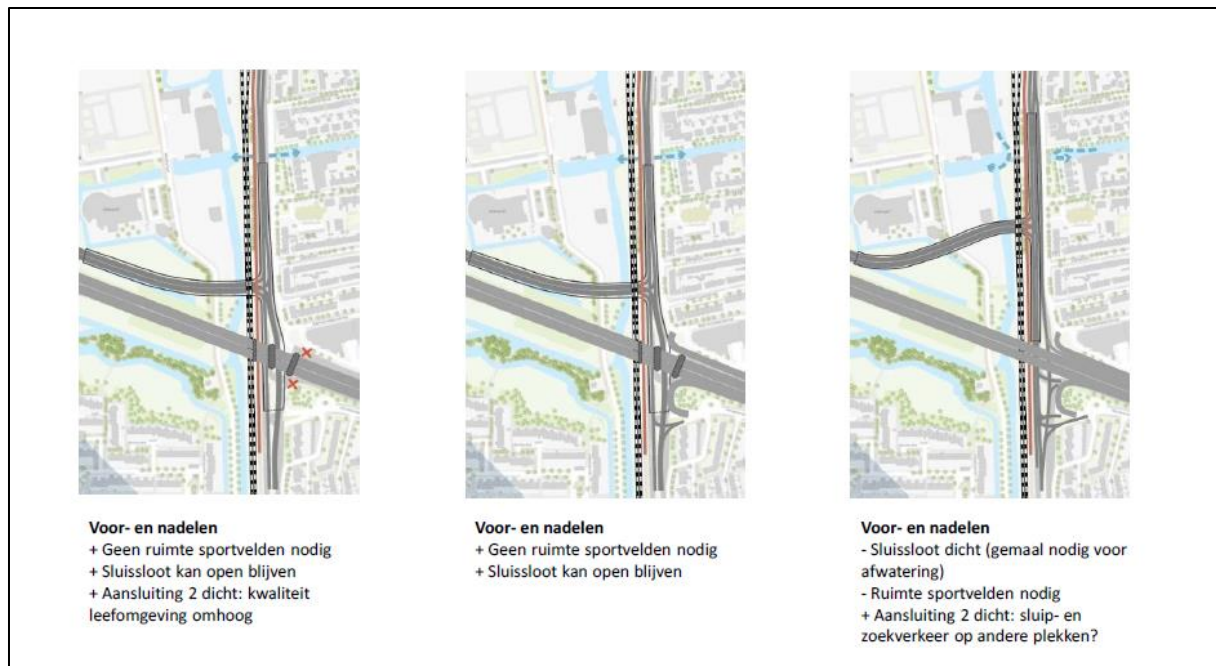 Voor- en nadelen
+ Geen ruimte sportvelden nodig
+ Sluissloot kan open blijven
+ Aansluiting 2 dicht: kwaliteit
leefomgeving omhoog
Voor- en nadelen
+ Geen ruimte sportvelden nodig
+ Sluissloot kan open blijven
Voor- en nadelen
- Sluissloot dicht (gemaal nodig voor
afwatering)
- Ruimte sportvelden nodig
+ Aansluiting 2 dicht: sluip- en
zoekverkeer op andere plekken?